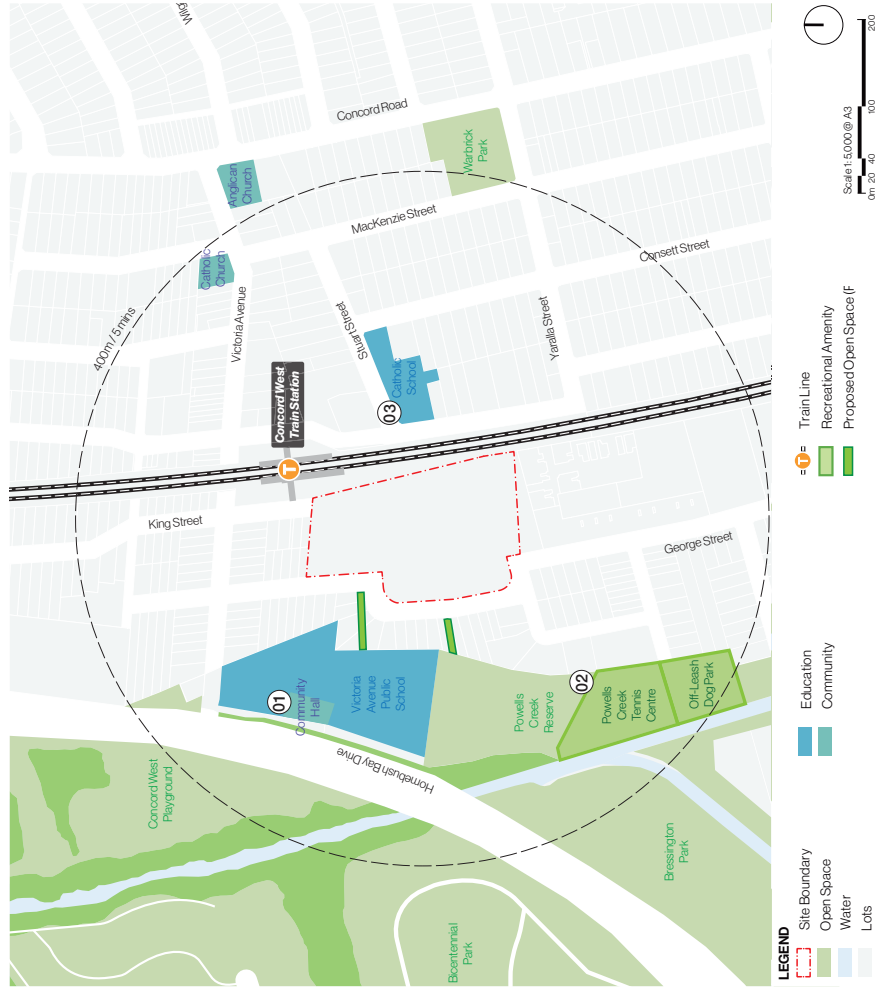 Wilg
Concord Road
Anglican
Church
Catholic
Church
Warbrick
Park
MacKenzie Street
Consett Street
400m / 5 mins
Victoria Avenue
Stuart Street
Yaralla Street
Concord West
Train Station
T
03
Catholic
School
King Street
George Street
01
Community
Hall
Victoria
Avenue
Public
School
02
Powells
Creek
Reserve
Powells
Creek
Tennis
Centre
Off-Leash
Dog Park
Homebush Bay Drive
Concord West
Playground
Bressington
Park
Bicentennial
Park
LEGEND
Site Boundary
Open Space
Water
Lots
Education
Community
=T= Train Line
Recreational Amenity
Proposed Open Space (F
Scale 1: 5,000 @ A3
0m 20 40 100 200